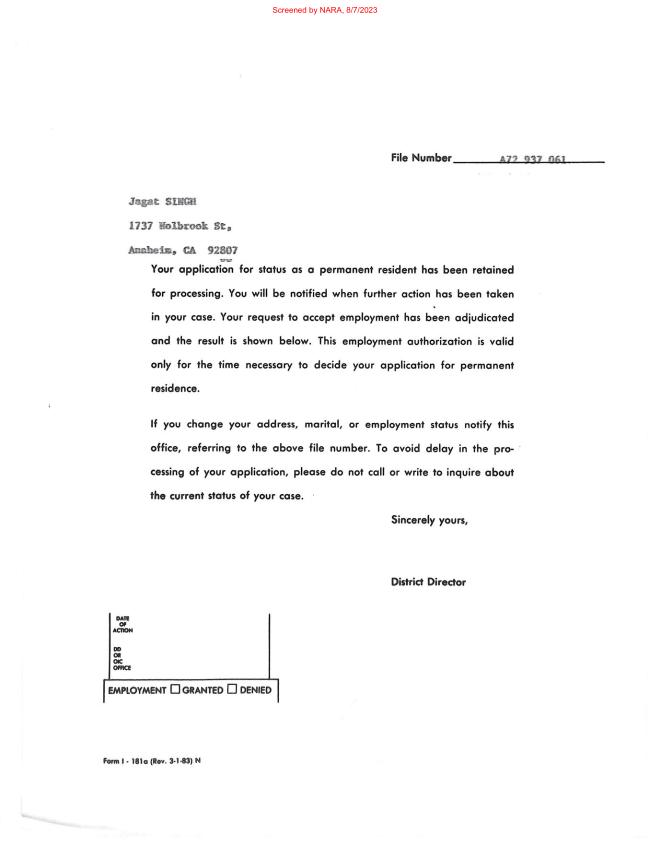 Screened by NARA, 8/7/2023
File Number A72 937 061
Jagat SINGH
1737 Holbrook St,
Anaheim, CA 92807
Your application for status as a permanent resident has been retained
for processing. You will be notified when further action has been taken
in your case. Your request to accept employment has been adjudicated
and the result is shown below. This employment authorization is valid
only for the time necessary to decide your application for permanent
residence.
If you change your address, marital, or employment status notify this
office, referring to the above file number. To avoid delay in the pro-
cessing of your application, please do not call or write to inquire about
the current status of your case.
Sincerely yours,
District Director
DATE
OF
ACTION
DD
OR
OIC
OFFICE
EMPLOYMENT ☐ GRANTED ☐ DENIED
Form I - 181a (Rev. 3-1-83) N